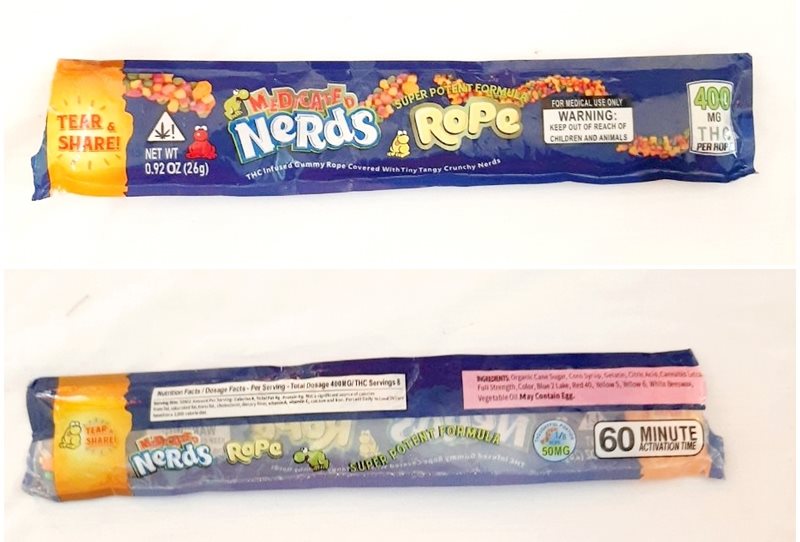 TEAR &
SHARE!
NET WT
0.92 OZ (26g)
MEDICATED
NeRds
SUPER POTENT FORMULA
RoPe
THC Infused Gummy Rope Covered With Tiny Tangy Crunchy Nerds
FOR MEDICAL USE ONLY
WARNING:
KEEP OUT OF REACH OF
CHILDREN AND ANIMALS
400
MG
THC
PER ROPE
Nutrition Facts / Dosage Facts - Per Serving - Total Dosage 400MG/ THC Servings 8
INGREDIENTS: Organic Cane Sugar, Corn Syrup, Gelatin, Citric Acid, Cannabis
Full Strength, Color, Blue 2 Lake, Red 40, Yellow 5, Yellow 6, White Beeswax,
Vegetable Oil. May Contain Egg.
TEAR &
SHARE!
MEDICATED
NeRds
RoPe
SUPER POTENT FORMULA
1/8
50MG
60 MINUTE
ACTIVATION TIME